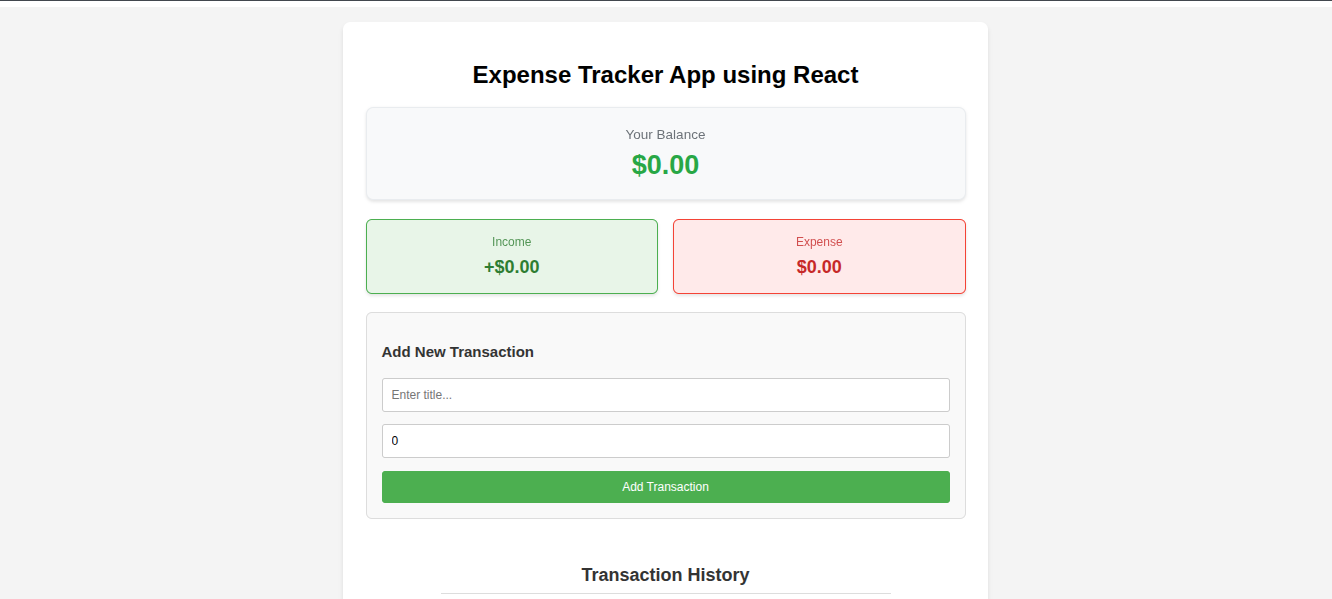 Expense Tracker App using React
Your Balance
$0.00
Income
+$0.00
Expense
$0.00
Add New Transaction
Enter title...
0
Add Transaction
Transaction History